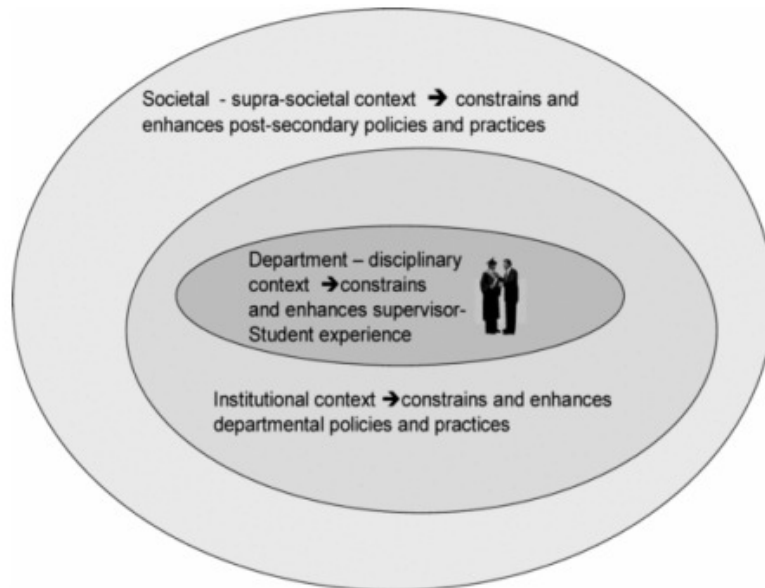 Societal - supra-societal context ➔ constrains and
enhances post-secondary policies and practices
Department – disciplinary
context ➔constrains
and enhances supervisor-
Student experience
Institutional context ➔constrains and enhances
departmental policies and practices